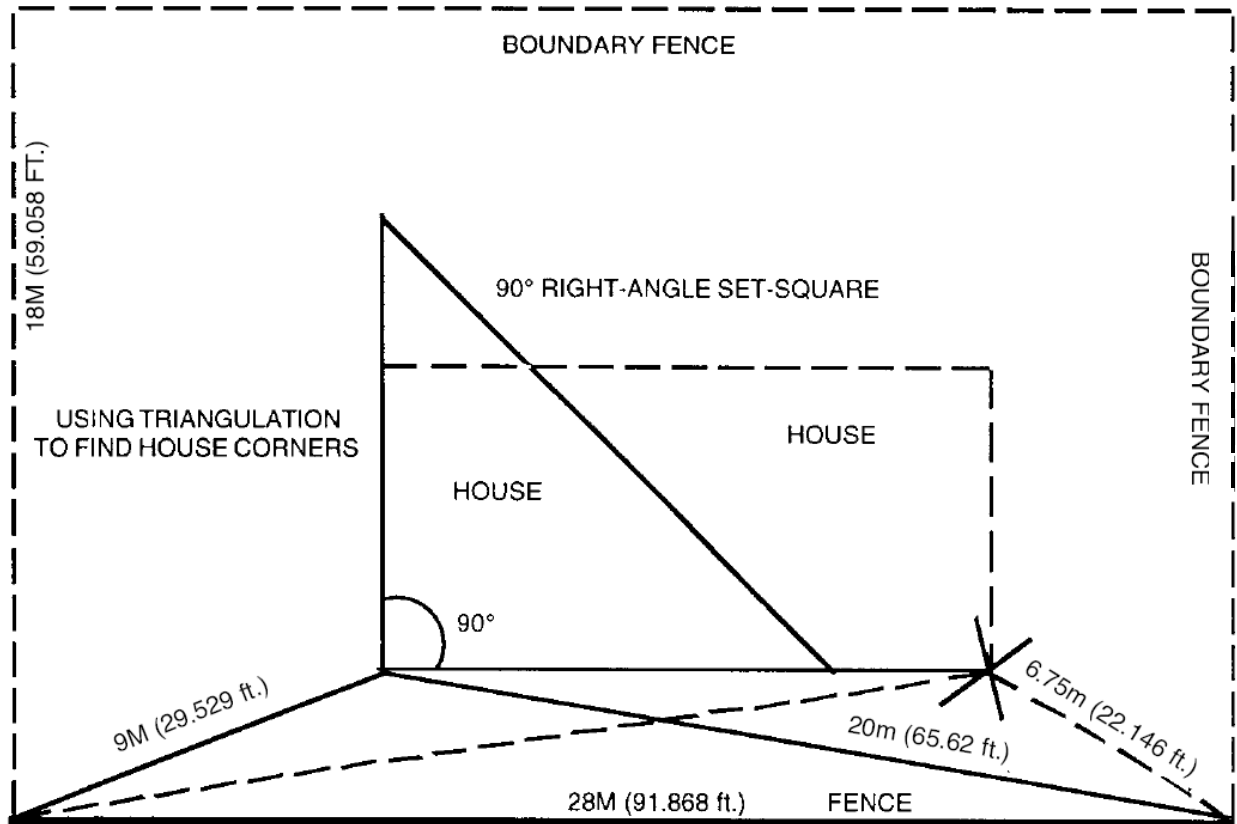 BOUNDARY FENCE
18M (59.058 FT.)
90° RIGHT-ANGLE SET-SQUARE
BOUNDARY FENCE
USING TRIANGULATION
TO FIND HOUSE CORNERS
HOUSE
HOUSE
90°
9M (29.529 ft.)
6.75m (22.146 ft.)
20m (65.62 ft.)
28M (91.868 ft.) FENCE